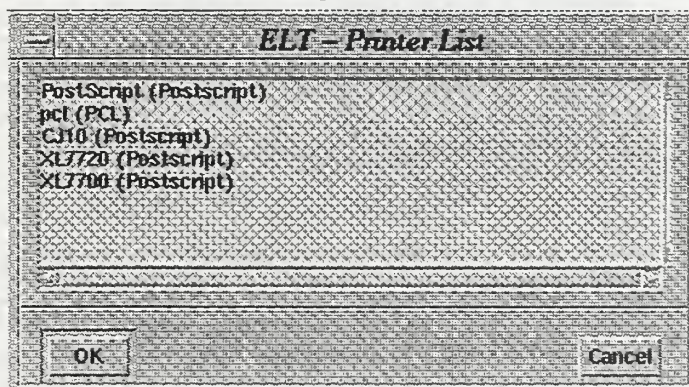 ELT – Printer List
PostScript (Postscript)
pcl (PCL)
CJ10 (Postscript)
XL7720 (Postscript)
XL7700 (Postscript)
OK
Cancel